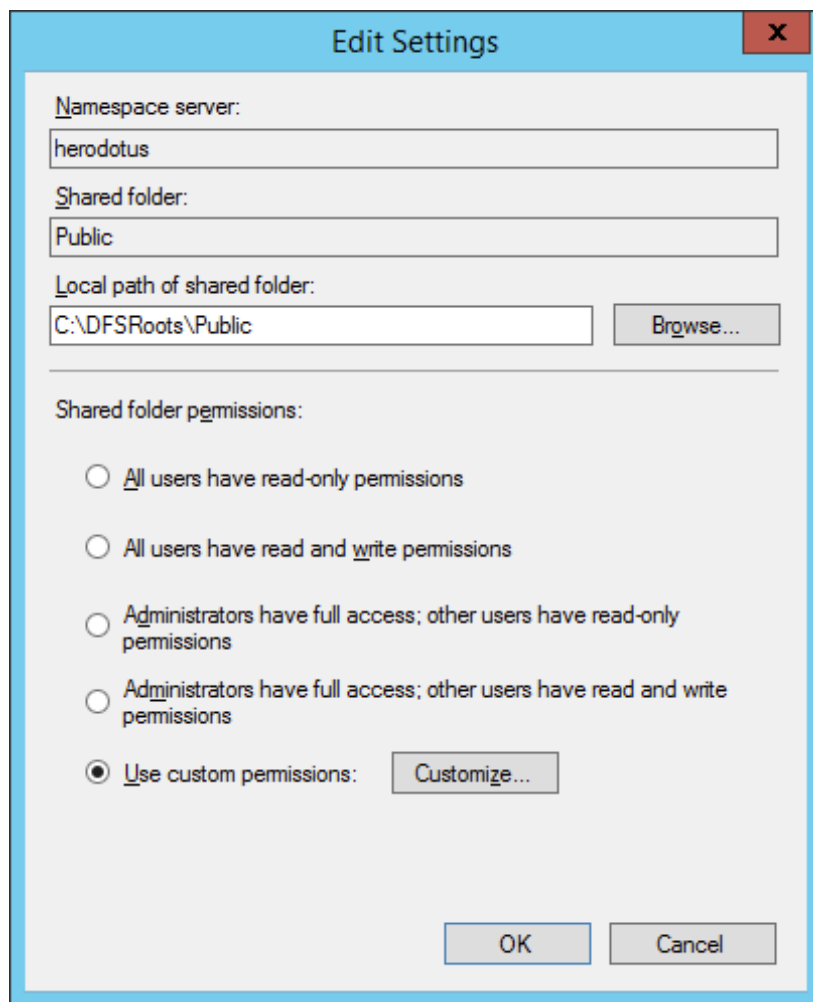 Edit Settings
x
Namespace server:
herodotus
Shared folder:
Public
Local path of shared folder:
C:\DFSRoots\Public
Browse...
Shared folder permissions:
All users have read-only permissions
All users have read and write permissions
Administrators have full access; other users have read-only
permissions
Administrators have full access; other users have read and write
permissions
Use custom permissions:
Customize...
OK
Cancel